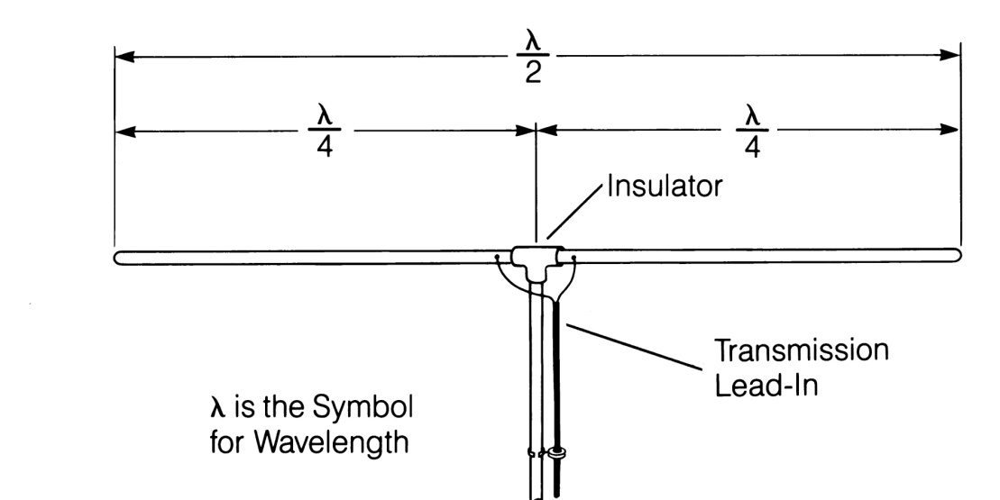 λ
2
λ
4
λ
4
Insulator
Transmission
Lead-In
λ is the Symbol
for Wavelength